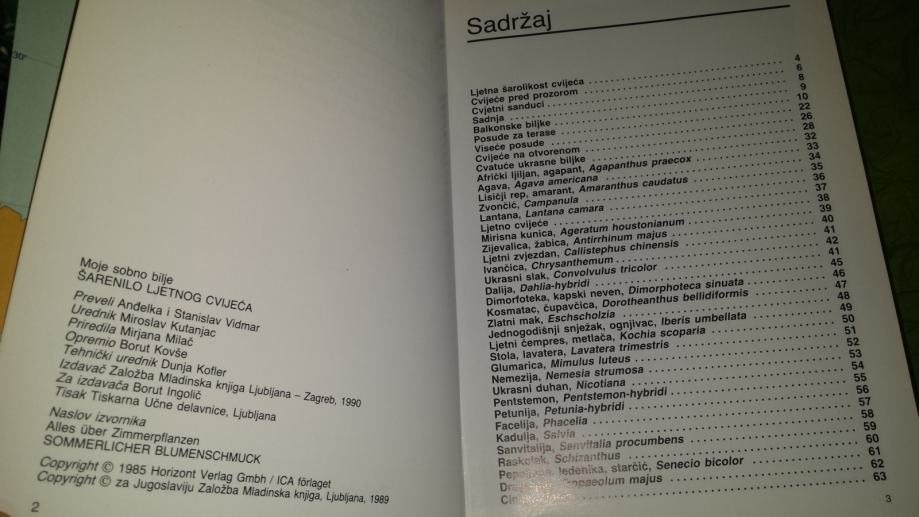 Moje sobno bilje
ŠARENILO LJETNOG CVIJEĆA
Preveli Anđelka i Stanislav Vidmar
Urednik Miroslav Kutanjac
Priredila Mirjana Milač
Opremio Borut Kovše
Tehnički urednik Dunja Kofler
Izdavač Založba Mladinska knjiga Ljubljana – Zagreb, 1990
Za izdavača Borut Ingolič
Tisak Tiskarna Učne delavnice, Ljubljana
Naslov izvornika
Alles über Zimmerpflanzen
SOMMERLICHER BLUMENSCHMUCK
Copyright © 1985 Horizont Verlag Gmbh / ICA förlaget
Copyright © za Jugoslaviju Založba Mladinska knjiga, Ljubljana, 1989
2
Sadržaj
Ljetna šarolikost cvijeća 4
Cvijeće pred prozorom 6
Cvjetni sanduci 8
Sadnja 9
Balkonske biljke 10
Posude za terase 22
Viseće posude 26
Cvijeće na otvorenom 28
Cvatuće ukrasne biljke 32
Afrički ljiljan, agapant, Agapanthus praecox 33
Agava, Agava americana 34
Lisičji rep, amarant, Amaranthus caudatus 35
Zvončić, Campanula 36
Lantana, Lantana camara 37
Ljetno cvijeće 38
Mirisna kunica, Ageratum houstonianum 39
Zijevalica, žabica, Antirrhinum majus 40
Ljetni zvjezdan, Callistephus chinensis 41
Ivančica, Chrysanthemum 42
Ukrasni slak, Convolvulus tricolor 41
Dalija, Dahlia-hybridi 45
Dimorfoteka, kapski neven, Dimorphoteca sinuata 46
Kosmatac, čupavčica, Dorotheanthus bellidiformis 47
Zlatni mak, Eschscholzia 48
Jednogodišnji snježak, ognjivac, Iberis umbellata 49
Ljetni čempres, metlača, Kochia scoparia 50
Stola, lavatera, Lavatera trimestris 51
Glumarica, Mimulus luteus 52
Nemezija, Nemesia strumosa 53
Ukrasni duhan, Nicotiana 54
Pentstemon, Pentstemon-hybridi 55
Petunija, Petunia-hybridi 56
Facelija, Phacelia 57
Kadulja, Salvia 58
Sanvitalija, Sanvitalia procumbens 59
Raskolak, Schizanthus 60
ledenika, starčić, Senecio bicolor 61
Tropaeolum majus 62
63
3
30°